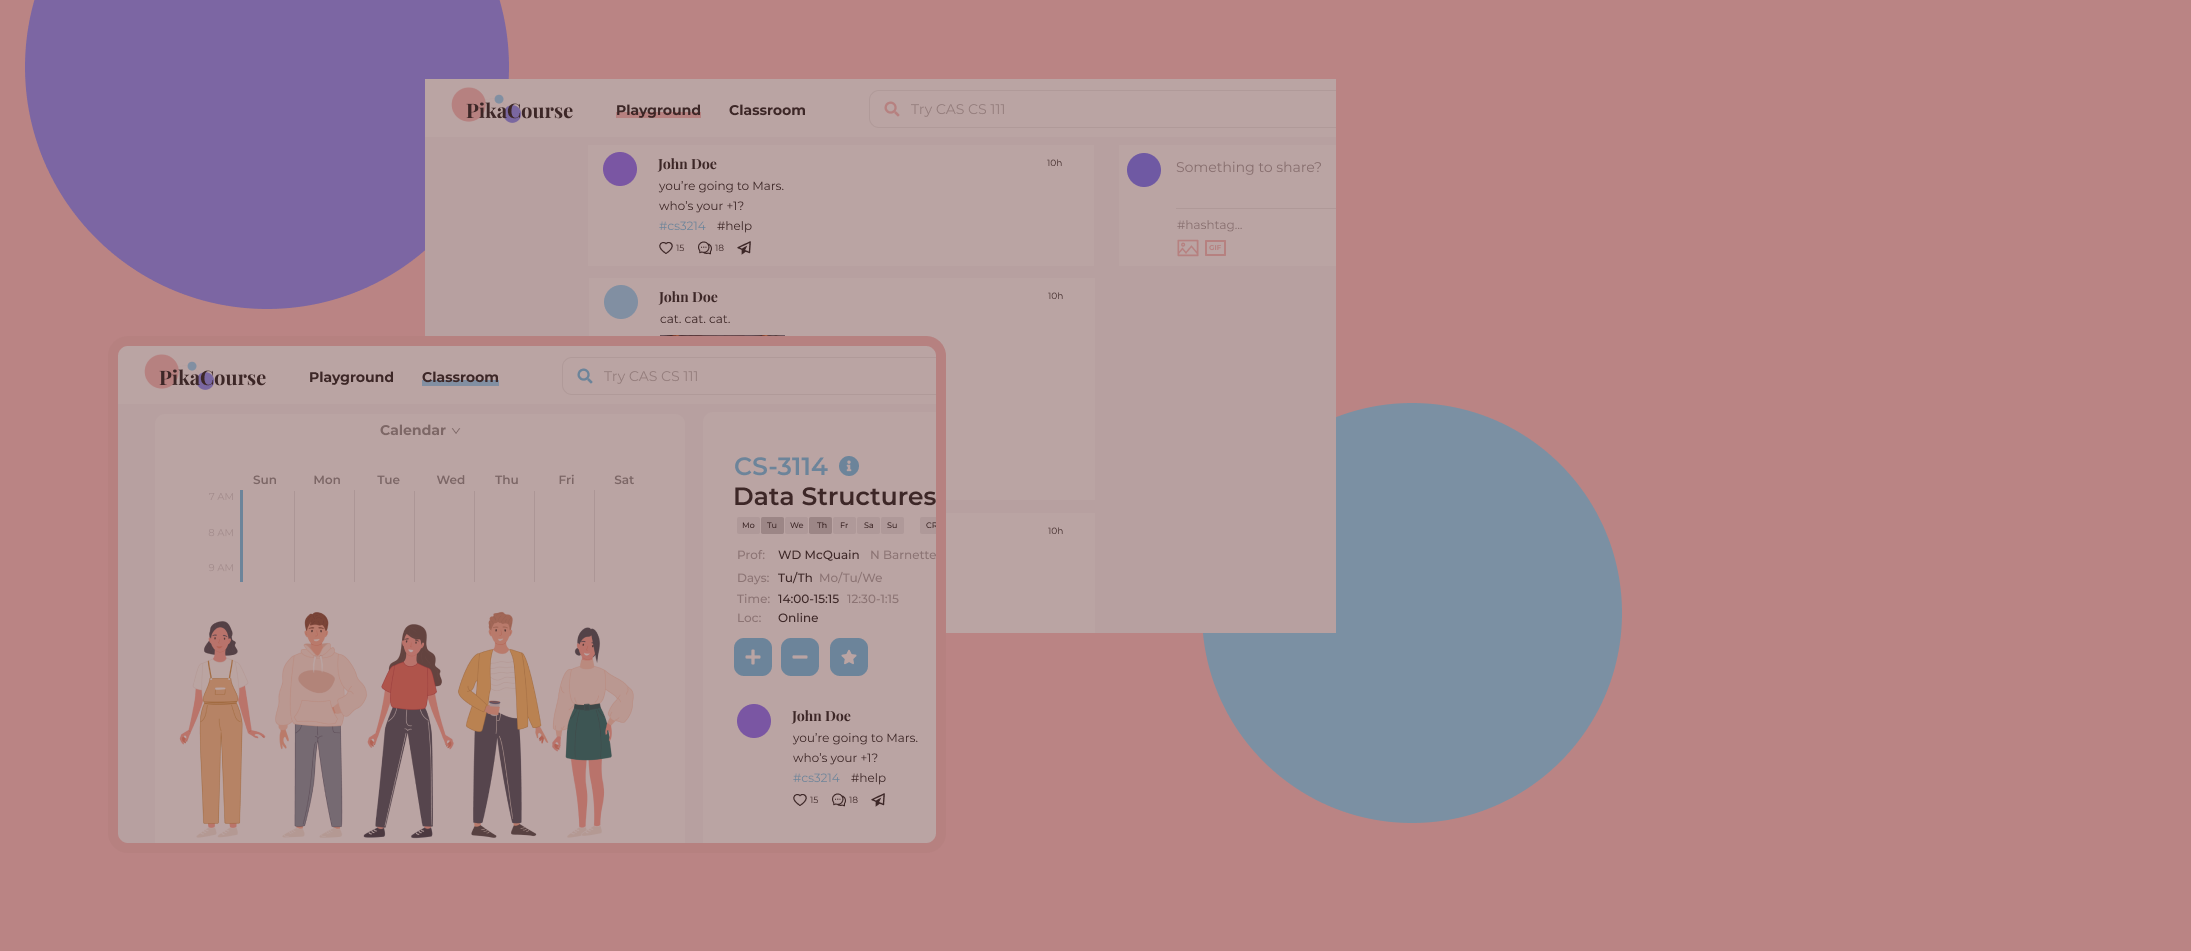 PikaCourse Playground Classroom Try CAS CS 111
John Doe 10h
you're going to Mars.
who's your +1?
#cs3214 #help
15 18
Something to share?
#hashtag...
GIF
John Doe 10h
cat. cat. cat.
10h
PikaCourse Playground Classroom Try CAS CS 111
Calendar
Sun Mon Tue Wed Thu Fri Sat
7 AM
8 AM
9 AM
CS-3114
Data Structures
Mo Tu We Th Fr Sa Su CR
Prof: WD McQuain N Barnette
Days: Tu/Th Mo/Tu/We
Time: 14:00-15:15 12:30-1:15
Loc: Online
John Doe
you're going to Mars.
who's your +1?
#cs3214 #help
15 18